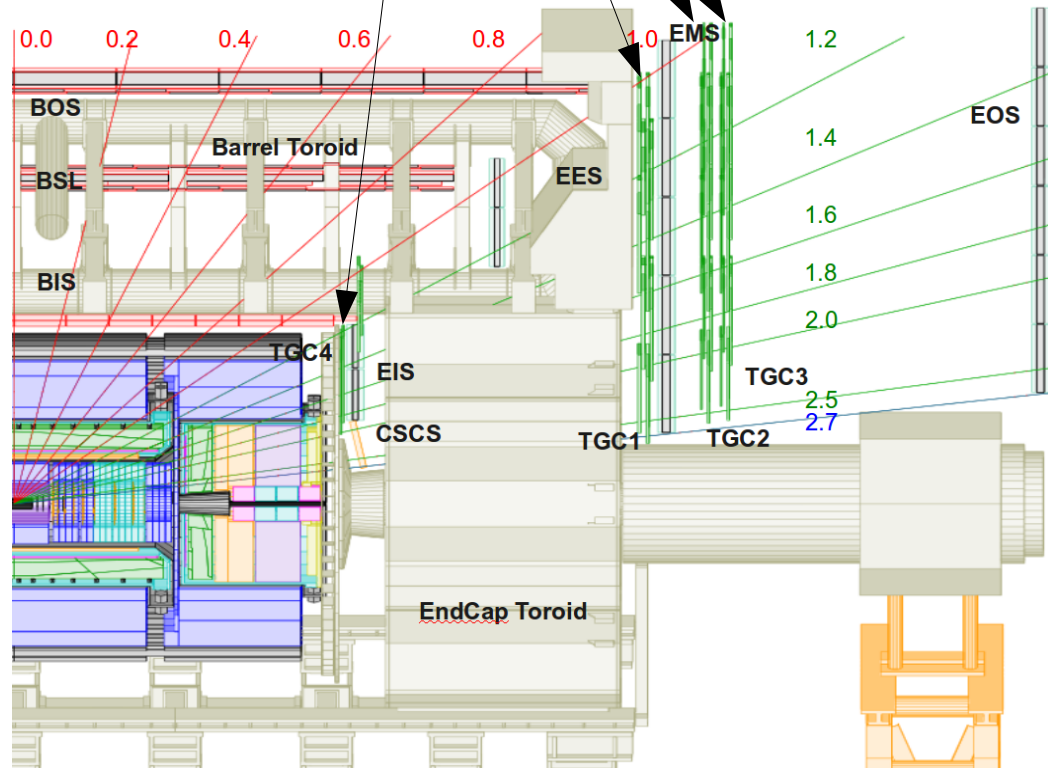 0.0 0.2 0.4 0.6 0.8 1.0 EMS 1.2
BOS
EOS
Barrel Toroid
1.4
BSL
EES
1.6
BIS
1.8
2.0
TGC4
EIS
TGC3
2.5
CSCS
TGC1
TGC2
2.7
EndCap Toroid